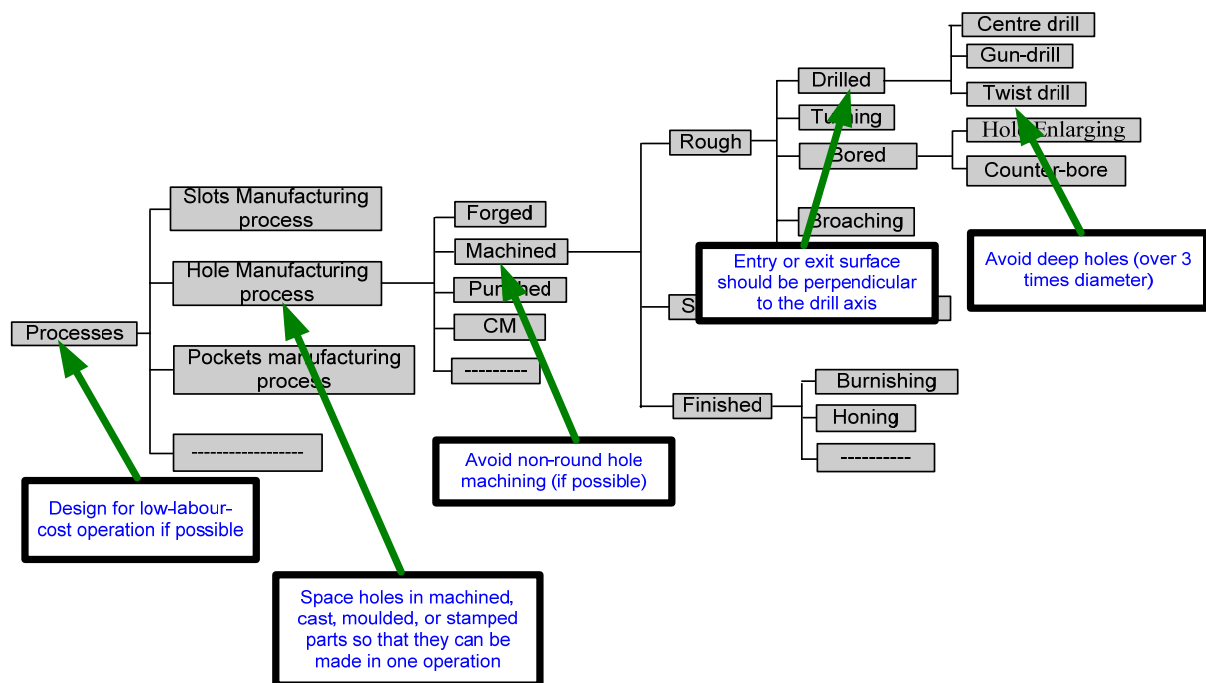 Processes
Slots Manufacturing
process
Hole Manufacturing
process
Pockets manufacturing
process
------------------
Forged
Machined
Punched
CM
---------
Rough
Finished
Drilled
Turning
Bored
Broaching
Burnishing
Honing
----------
Centre drill
Gun-drill
Twist drill
Hole Enlarging
Counter-bore
Entry or exit surface
should be perpendicular
to the drill axis
Avoid deep holes (over 3
times diameter)
Avoid non-round hole
machining (if possible)
Design for low-labour-
cost operation if possible
Space holes in machined,
cast, moulded, or stamped
parts so that they can be
made in one operation